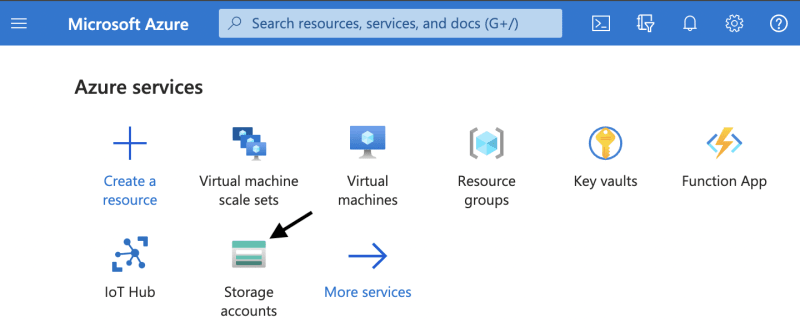 Microsoft Azure
Search resources, services, and docs (G+/)
Azure services
Create a
resource
Virtual machine
scale sets
Virtual
machines
Resource
groups
Key vaults
Function App
IoT Hub
Storage
accounts
More services